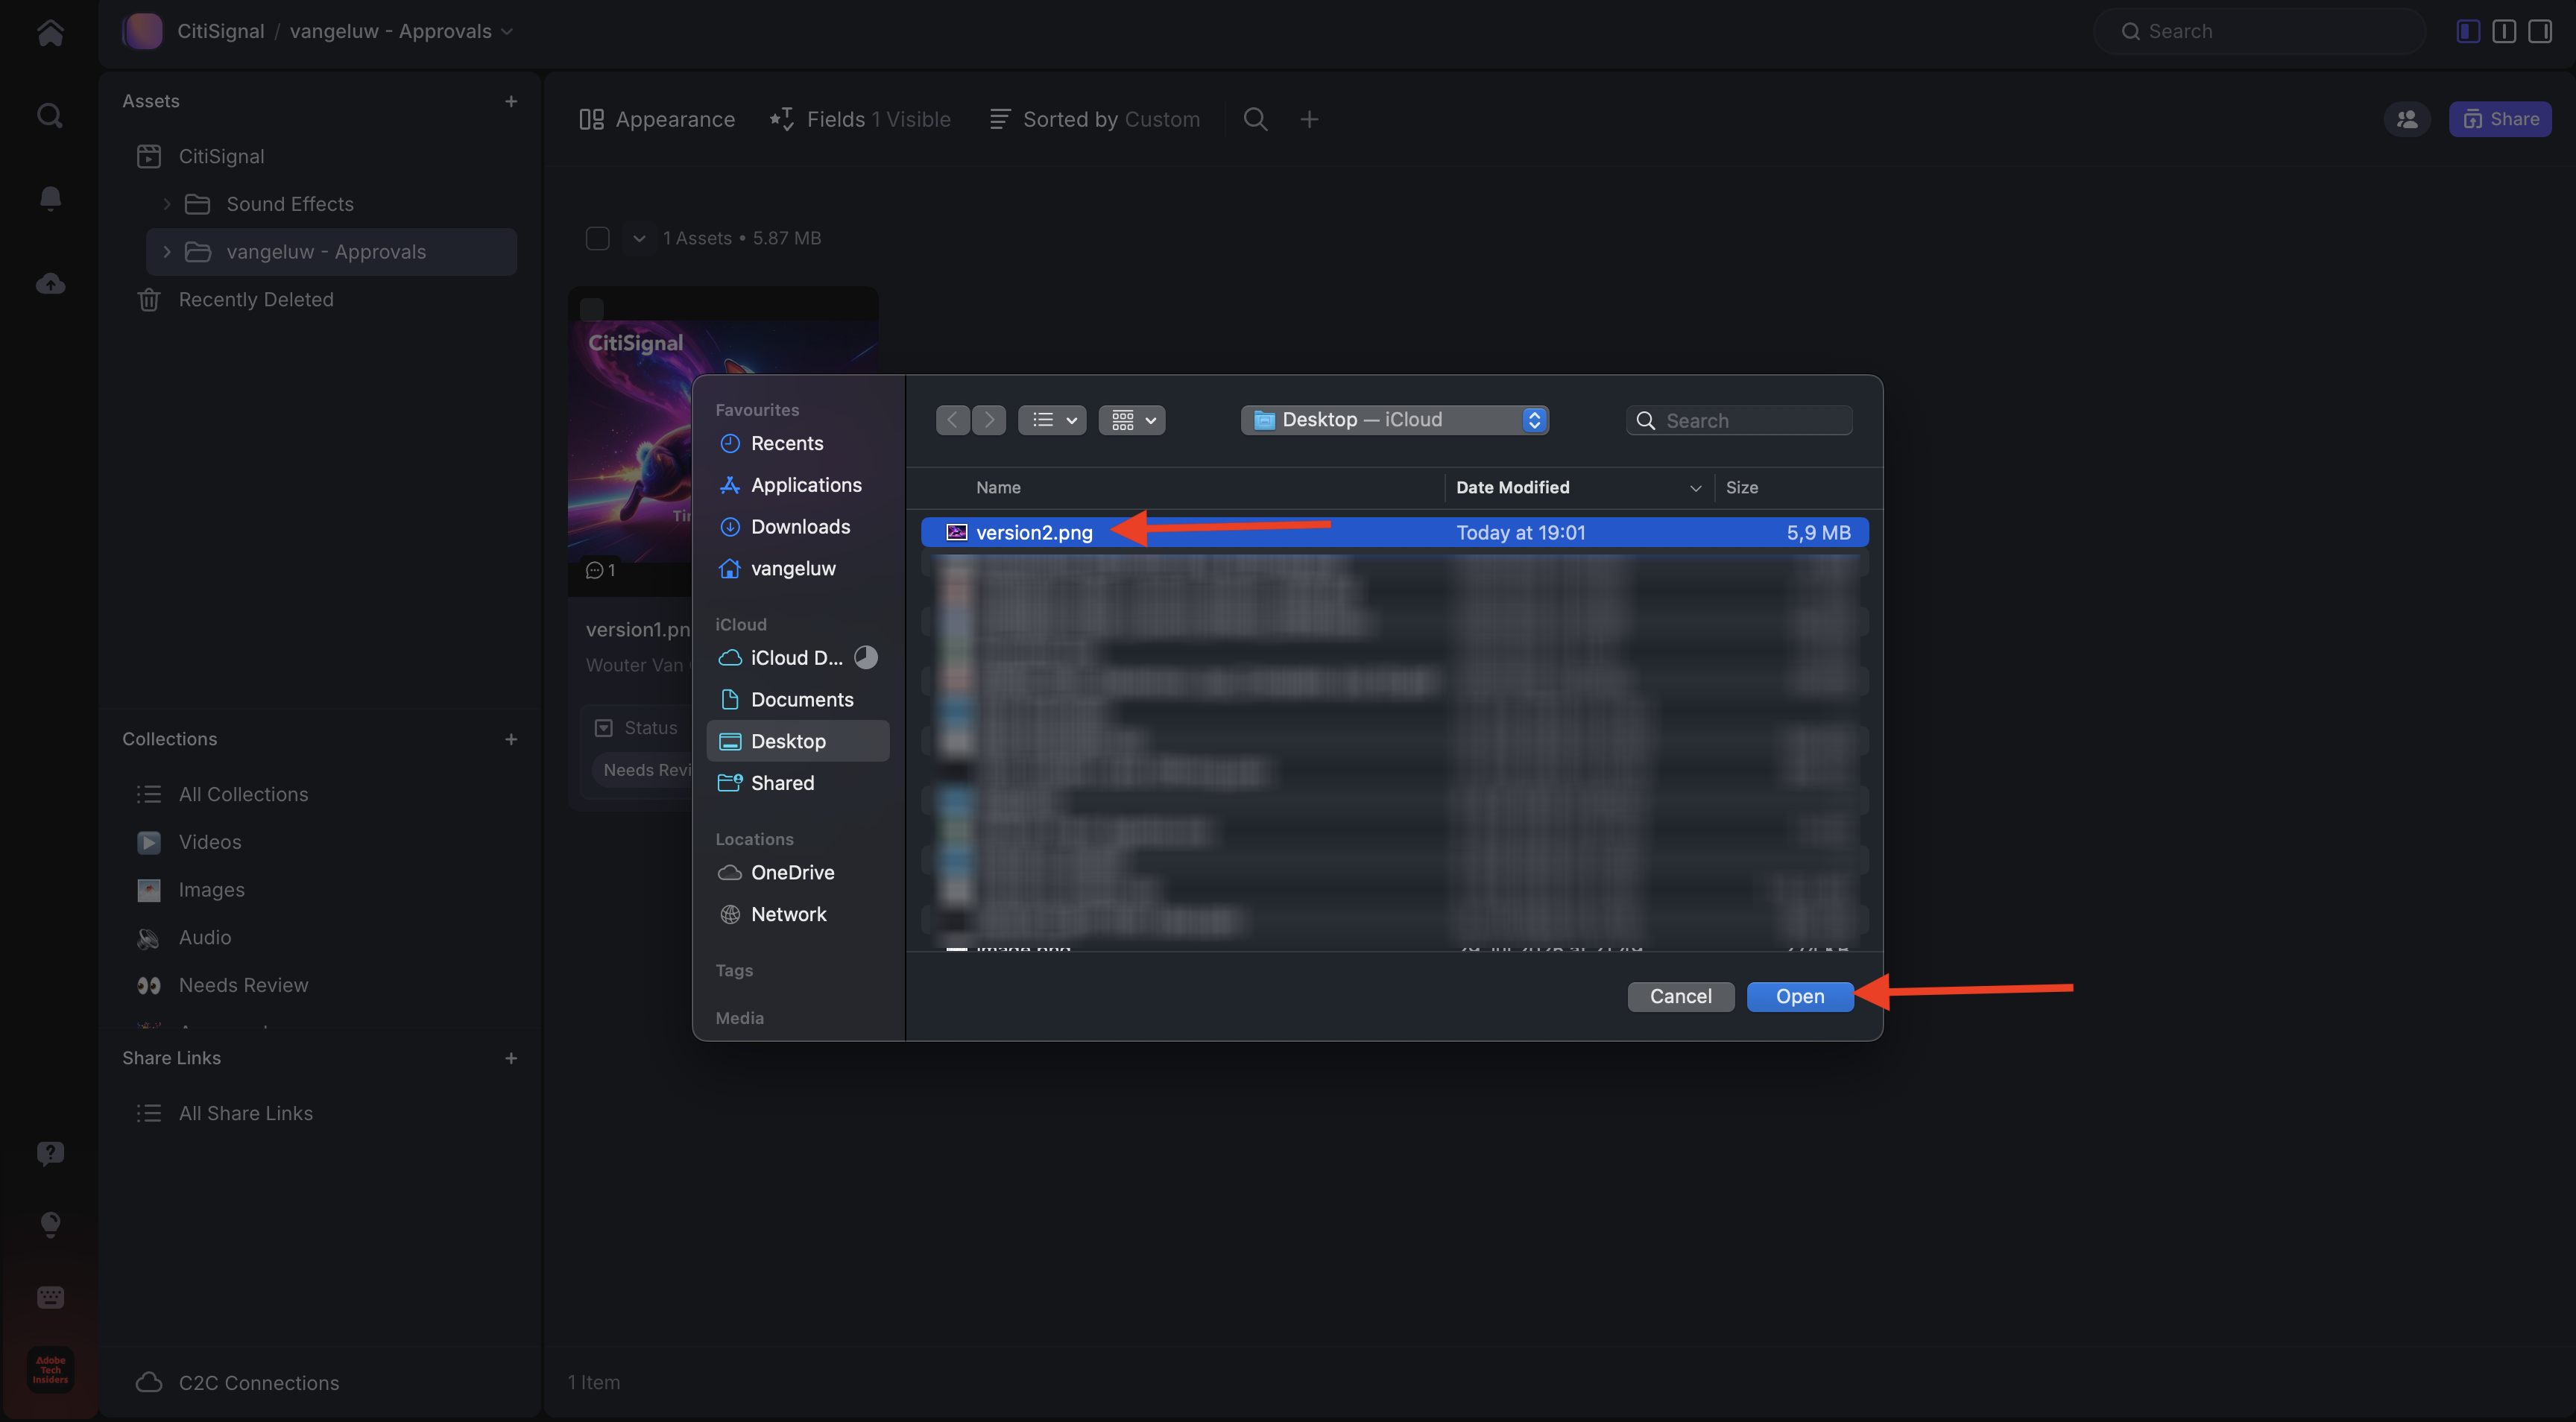 CitiSignal / vangeluw - Approvals
Search
Assets
CitiSignal
Sound Effects
vangeluw - Approvals
Recently Deleted
Collections
All Collections
Videos
Images
Audio
Needs Review
Share Links
All Share Links
C2C Connections
Adobe
Tech
Insiders
Appearance
Fields 1 Visible
Sorted by Custom
Share
1 Assets • 5.87 MB
CitiSignal
1
version1.pn
Wouter Van
Status
Needs Revi
1 Item
Favourites
Recents
Applications
Downloads
vangeluw
iCloud
iCloud D...
Documents
Desktop
Shared
Locations
OneDrive
Network
Tags
Media
Desktop — iCloud
Search
Name
Date Modified
Size
version2.png
Today at 19:01
5,9 MB
Cancel
Open